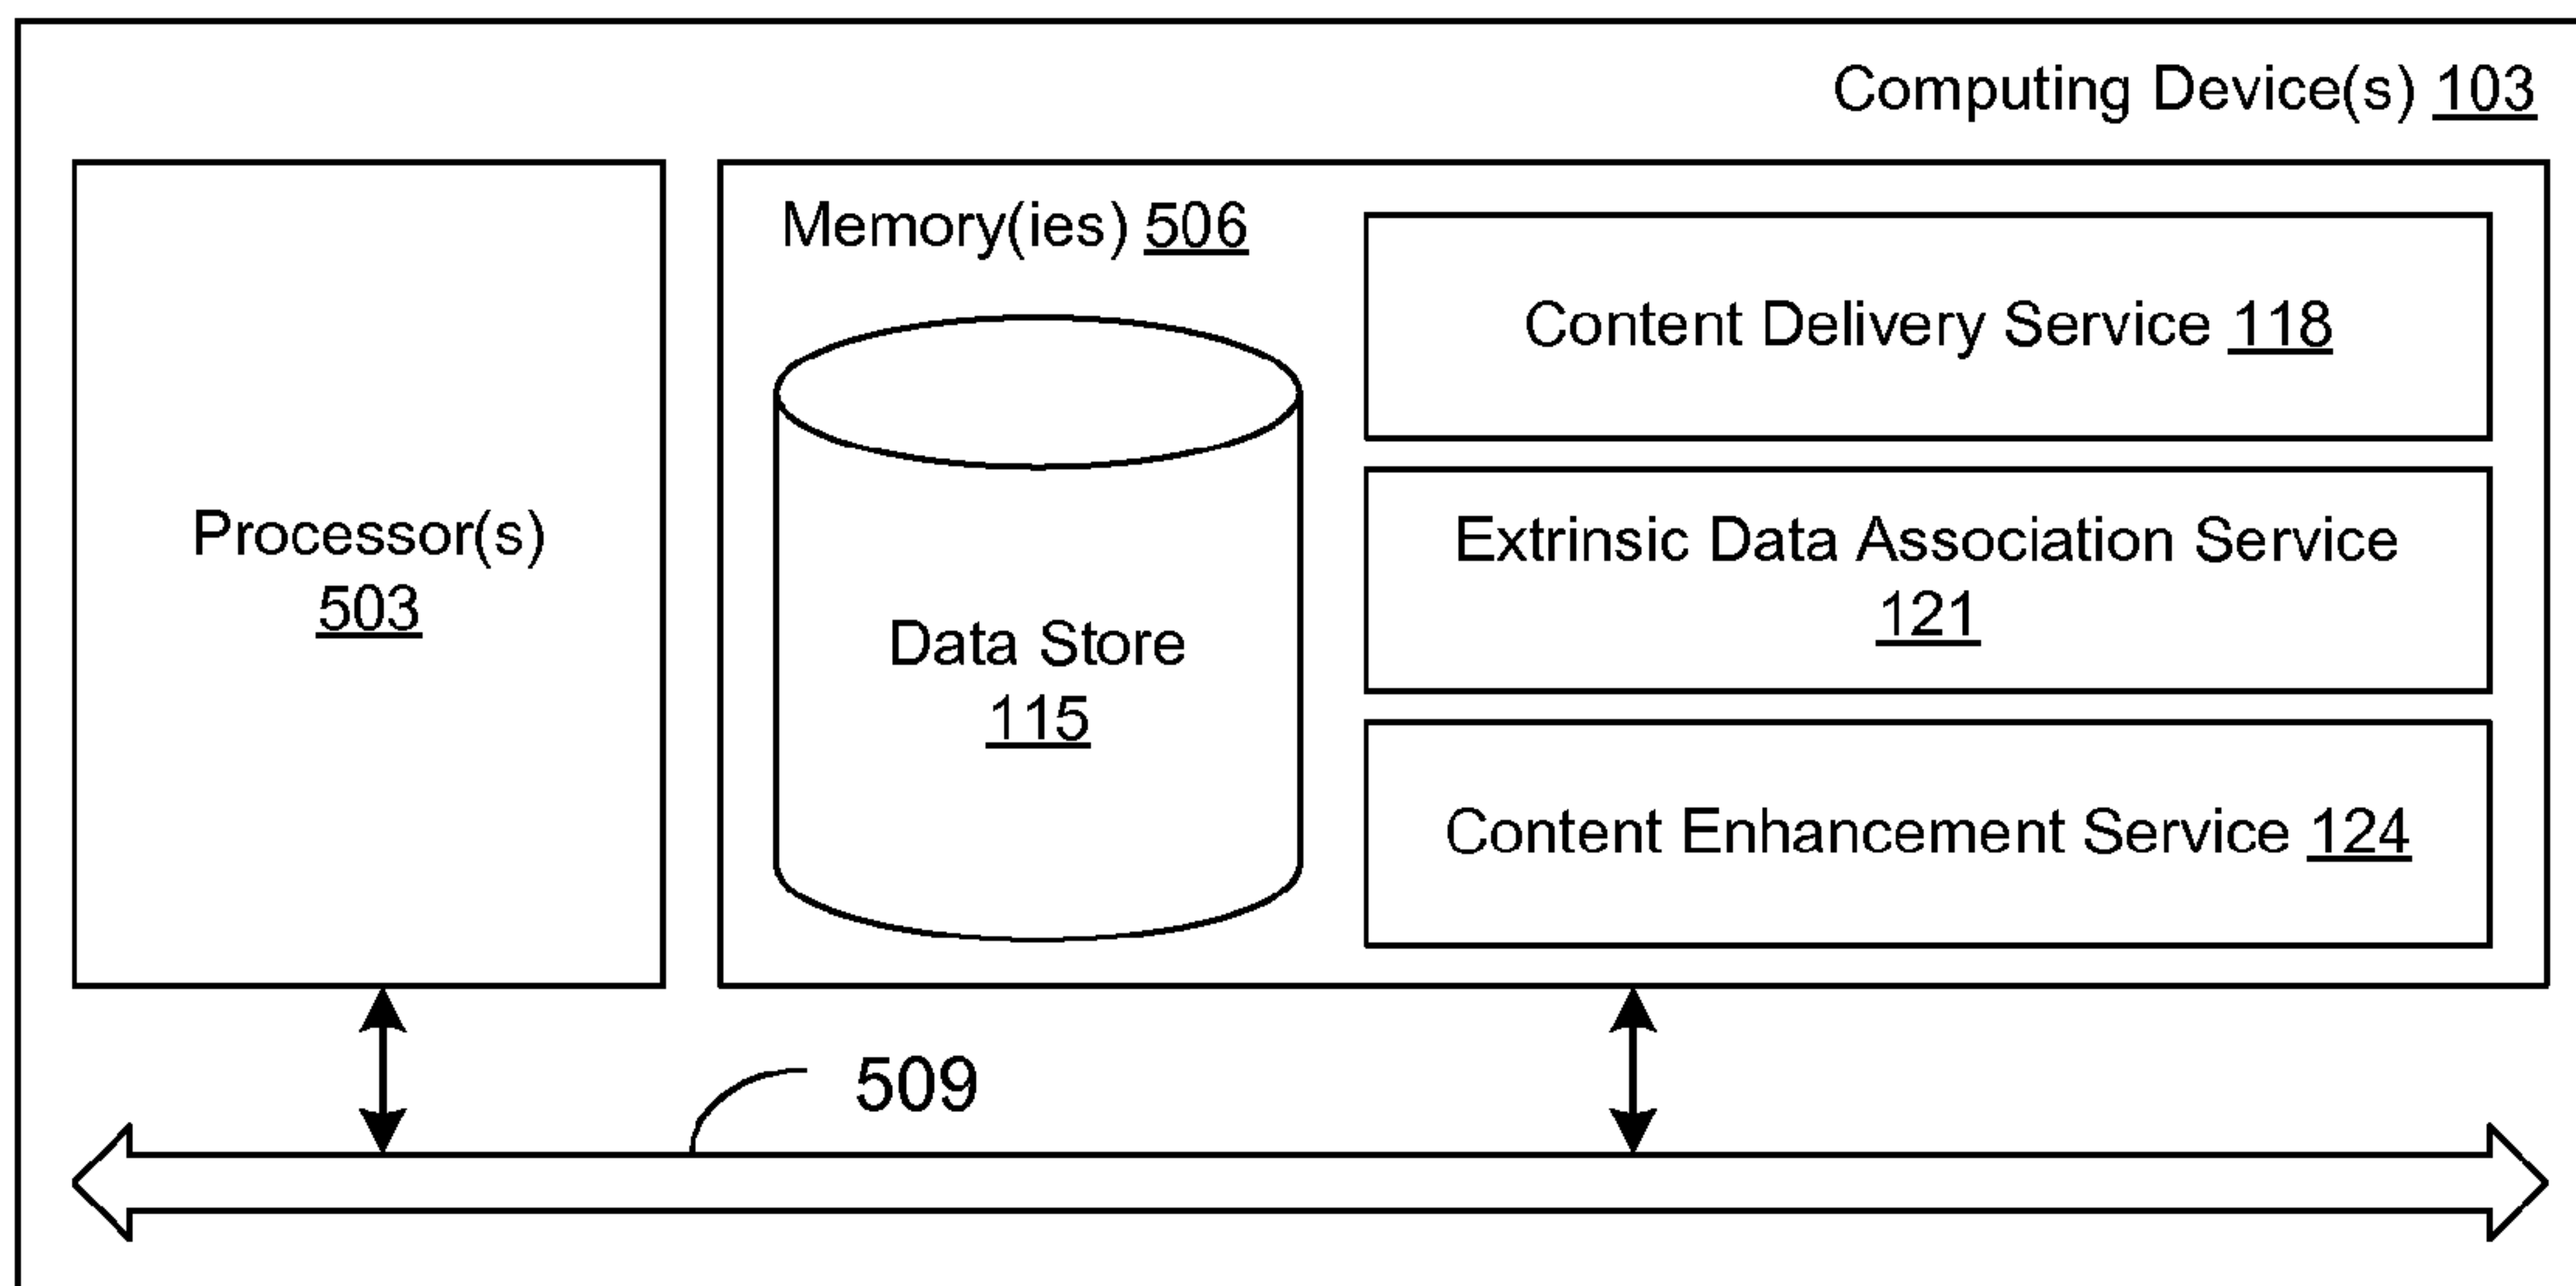 Computing Device(s) 103
Processor(s)
503
Memory(ies) 506
Data Store
115
Content Delivery Service 118
Extrinsic Data Association Service
121
Content Enhancement Service 124
509